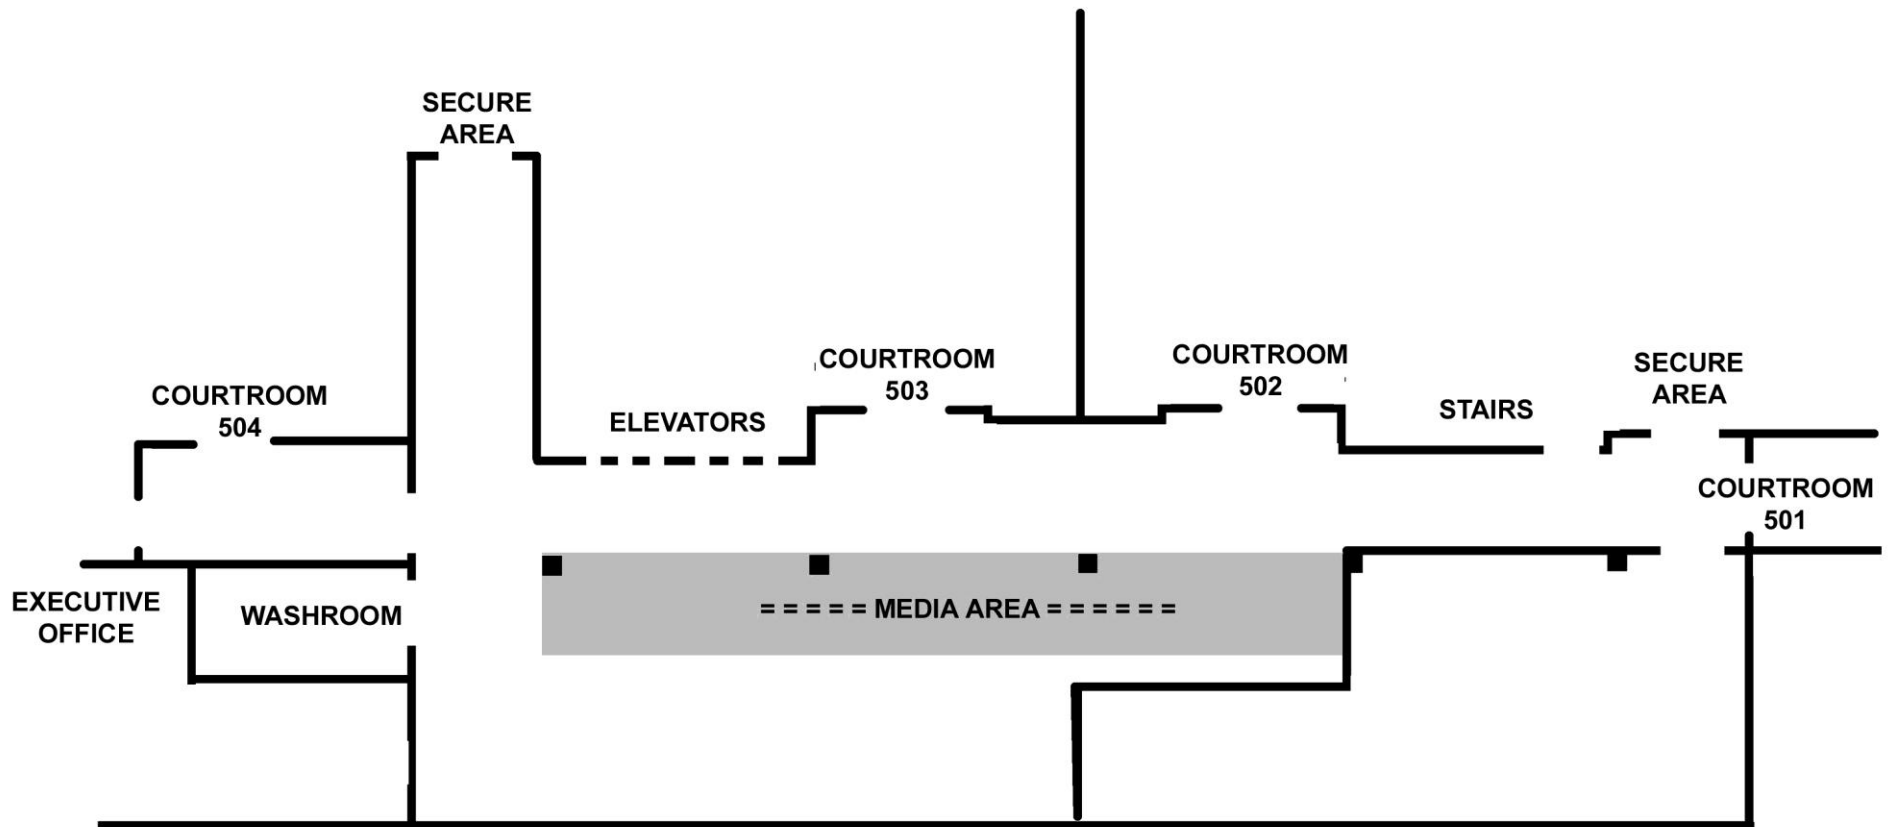 SECURE
AREA
COURTROOM
504
ELEVATORS
COURTROOM
503
COURTROOM
502
STAIRS
SECURE
AREA
COURTROOM
501
EXECUTIVE
OFFICE
WASHROOM
= = = = = MEDIA AREA = = = = = =